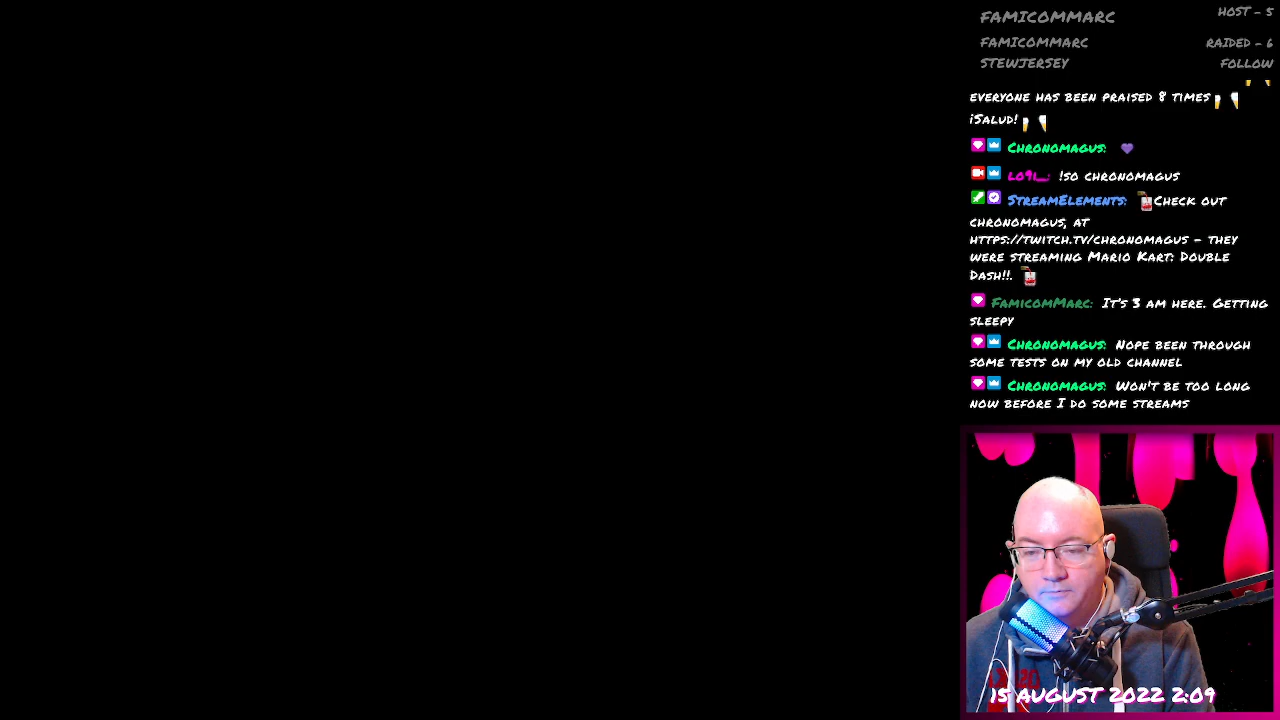 FAMICOMMARC HOST - 5
FAMICOMMARC RAIDED - 6
STEWJERSEY FOLLOW
EVERYONE HAS BEEN PRAISED 8 TIMES
¡SALUD!
CHRONOMAGUS:
LO9I_: !SO CHRONOMAGUS
STREAMELEMENTS: CHECK OUT
CHRONOMAGUS, AT
HTTPS://TWITCH.TV/CHRONOMAGUS - THEY
WERE STREAMING MARIO KART: DOUBLE
DASH!!.
FAMICOMMARC: IT'S 3 AM HERE. GETTING
SLEEPY
CHRONOMAGUS: NOPE BEEN THROUGH
SOME TESTS ON MY OLD CHANNEL
CHRONOMAGUS: WON'T BE TOO LONG
NOW BEFORE I DO SOME STREAMS
15 AUGUST 2022 2:09